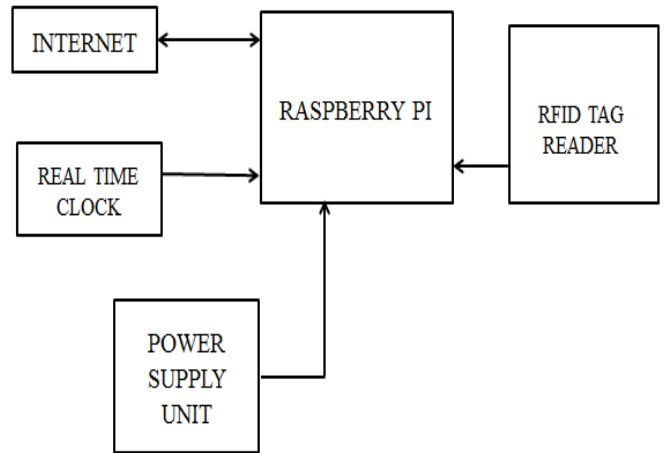 INTERNET
RASPBERRY PI
RFID TAG
READER
REAL TIME
CLOCK
POWER
SUPPLY
UNIT